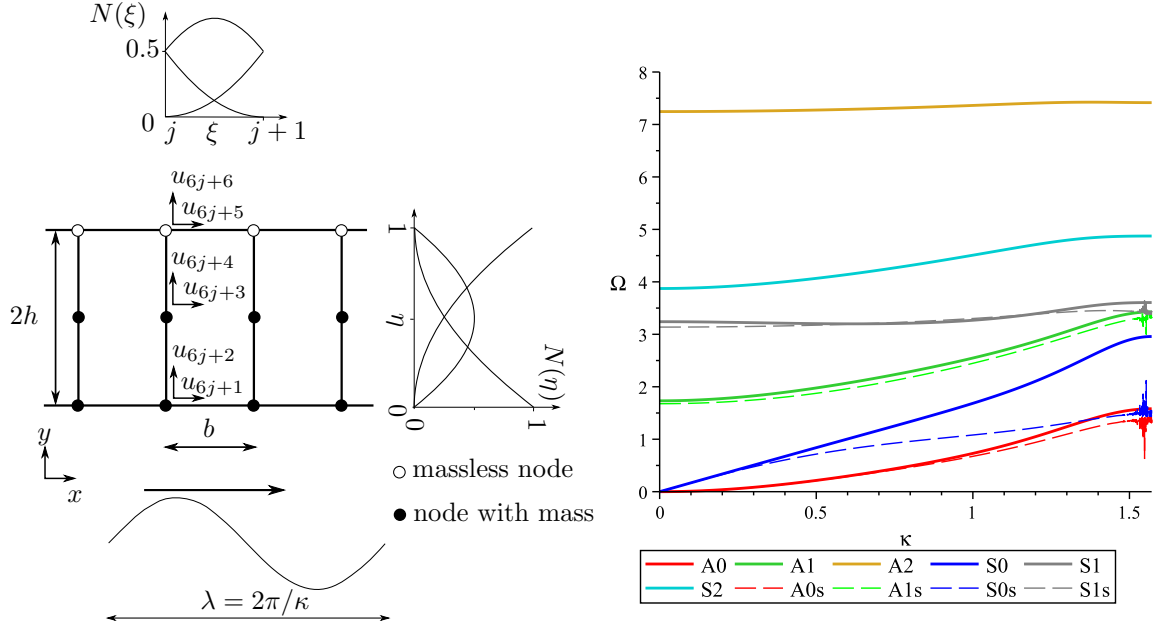 N(ξ)
0.5
0
j
ξ
j + 1
u6j+6
u6j+5
u6j+4
u6j+3
u6j+2
u6j+1
2h
b
y
x
1
η
0
N(η)
0
1
massless node
node with mass
λ = 2π/κ
8
7
6
5
4
Ω
3
2
1
0
0
0.5
1
1.5
κ
A0
A1
A2
S0
S1
S2
A0s
A1s
S0s
S1s